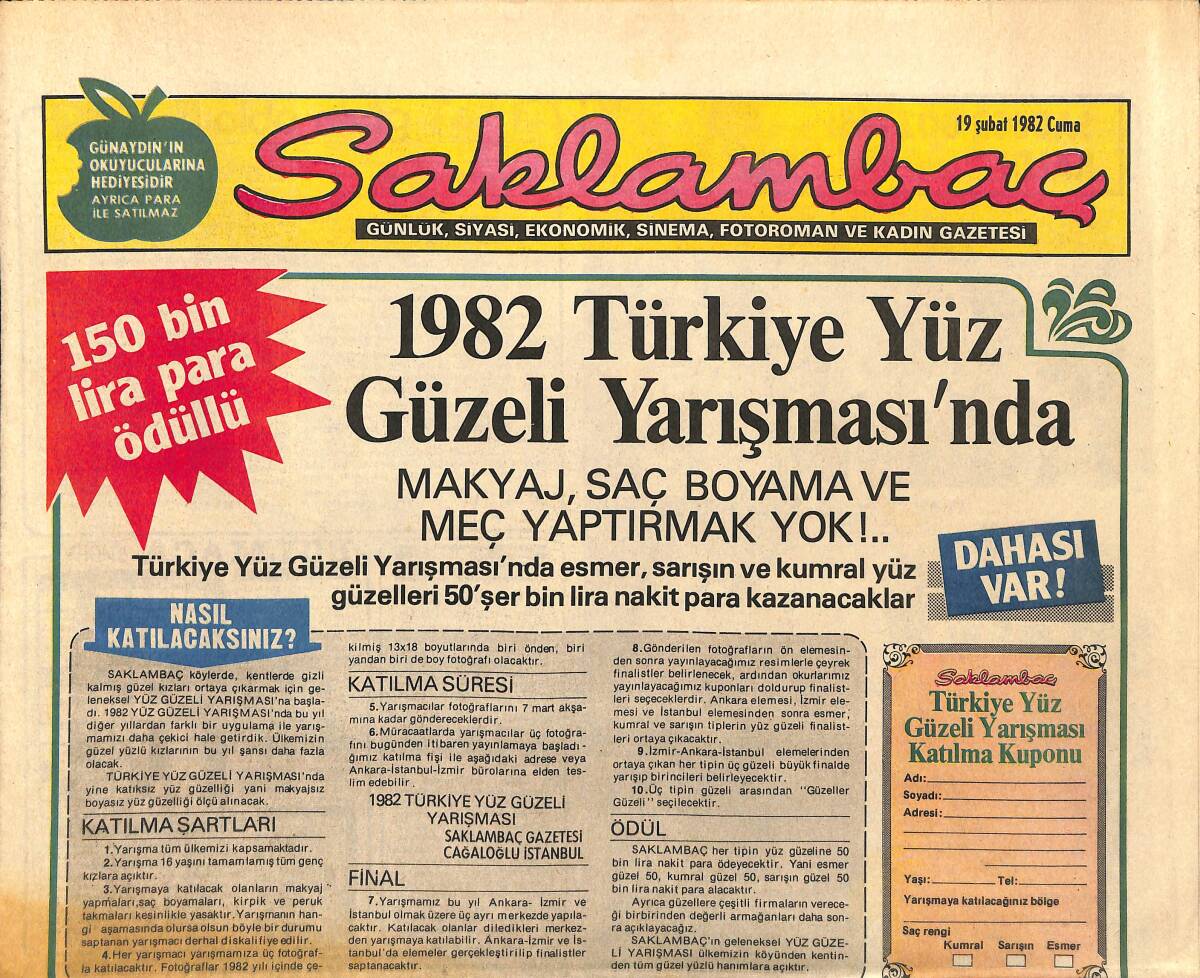 GÜNAYDIN'IN
OKUYUCULARINA
HEDİYESİDİR
AYRICA PARA
İLE SATILMAZ
Saklambaç
19 şubat 1982 Cuma
GÜNLÜK, SİYASİ, EKONOMİK, SİNEMA, FOTOROMAN VE KADIN GAZETESİ
150 bin
lira para
ödüllü
1982 Türkiye Yüz
Güzeli Yarışması'nda
MAKYAJ, SAÇ BOYAMA VE
MEÇ YAPTIRMAK YOK!..
Türkiye Yüz Güzeli Yarışması'nda esmer, sarışın ve kumral yüz
güzelleri 50'şer bin lira nakit para kazanacaklar
DAHASI
VAR!
NASIL
KATILACAKSINIZ?
SAKLAMBAÇ köylerde, kentlerde gizli
kalmış güzel kızları ortaya çıkarmak için ge-
leneksel YÜZ GÜZELİ YARIŞMASI'na başla-
dı. 1982 YÜZ GÜZELİ YARIŞMASI'nda bu yıl
diğer yıllardan farklı bir uygulama ile yarış-
mamızı daha çekici hale getirdik. Ülkemizin
güzel yüzlü kızlarının bu yıl şansı daha fazla
olacak.
TÜRKİYE YÜZ GÜZELİ YARIŞMASI'nda
yine katıksız yüz güzelliği yani makyajsız
boyasız yüz güzelliği ölçü alınacak.
KATILMA ŞARTLARI
1.Yarışma tüm ülkemizi kapsamaktadır.
2.Yarışma 16 yaşını tamamlamış tüm genç
kızlara açıktır.
3.Yarışmaya katılacak olanların makyaj
yapmaları,saç boyamaları, kirpik ve peruk
takmaları kesinlikle yasaktır. Yarışmanın han-
gi aşamasında olursa olsun böyle bir durumu
saptanan yarışmacı derhal diskalifiye edilir.
4.Her yarışmacı yarışmamıza üç fotoğraf-
la katılacaktır. Fotoğraflar 1982 yılı içinde çe-
kilmiş 13x18 boyutlarında biri önden, biri
yandan biri de boy fotoğrafı olacaktır.
KATILMA SÜRESİ
5.Yarışmacılar fotoğraflarını 7 mart akşa-
mına kadar göndereceklerdir.
6.Müracaatlarda yarışmacılar üç fotoğra-
fını bugünden itibaren yayınlamaya başladı-
ğımız katılma fişi ile aşağıdaki adrese veya
Ankara-İstanbul-İzmir bürolarına elden tes-
lim edebilir.
1982 TÜRKİYE YÜZ GÜZELİ
YARIŞMASI
SAKLAMBAÇ GAZETESİ
CAĞALOĞLU İSTANBUL
FİNAL
7.Yarışmamız bu yıl Ankara- İzmir ve
İstanbul olmak üzere üç ayrı merkezde yapıla-
caktır. Katılacak olanlar diledikleri merkez-
den yarışmaya katılabilir. Ankara-İzmir ve İs-
tanbul'da elemeler gerçekleştirilip finalistler
saptanacaktır.
8.Gönderilen fotoğrafların ön elemesin-
den sonra yayınlayacağımız resimlerle çeyrek
finalistler belirlenecek, ardından okurlarımız
yayınlayacağımız kuponları doldurup finalist-
leri seçeceklerdir. Ankara elemesi, İzmir ele-
mesi ve İstanbul elemesinden sonra esmer,
kumral ve sarışın tiplerin yüz güzeli finalist-
leri ortaya çıkacaktır.
9.İzmir-Ankara-İstanbul elemelerinden
ortaya çıkan her tipin üç güzeli büyük finalde
yarışıp birincileri belirleyecektir.
10.Üç tipin güzeli arasından "Güzeller
Güzeli" seçilecektir.
ÖDÜL
SAKLAMBAÇ her tipin yüz güzeline 50
bin lira nakit para ödeyecektir. Yani esmer
güzel 50, kumral güzel 50, sarışın güzel 50
bin lira nakit para alacaktır.
Ayrıca güzellere çeşitli firmaların verece-
ği birbirinden değerli armağanları daha son-
ra açıklayacağız.
SAKLAMBAÇ'ın geleneksel YÜZ GÜZE-
Lİ YARIŞMASI ülkemizin köyünden kentin-
den tüm güzel yüzlü hanımlara açıktır.
Saklambaç
Türkiye Yüz
Güzeli Yarışması
Katılma Kuponu
Adı:
Soyadı:
Adresi:
Yaşı: Tel:
Yarışmaya katılacağınız bölge
Saç rengi
Kumral Sarışın Esmer